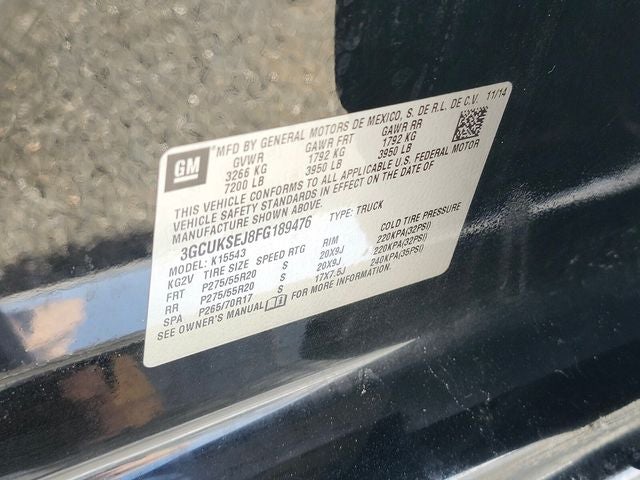 GM
MFD BY GENERAL MOTORS DE MEXICO, S. DE R.L. DE C.V. 11/14
GVWR GAWR FRT GAWR RR
3266 KG 1792 KG 1792 KG
7200 LB 3950 LB 3950 LB
THIS VEHICLE CONFORMS TO ALL APPLICABLE U.S. FEDERAL MOTOR
VEHICLE SAFETY STANDARDS IN EFFECT ON THE DATE OF
MANUFACTURE SHOWN ABOVE.
3GCUKSEJ8FG189476 TYPE: TRUCK
MODEL: K15543
KG2V TIRE SIZE SPEED RTG RIM COLD TIRE PRESSURE
FRT P275/55R20 S 20X9J 220KPA(32PSI)
RR P275/55R20 S 20X9J 220KPA(32PSI)
SPA P265/70R17 S 17X7.5J 240KPA(35PSI)
SEE OWNER'S MANUAL FOR MORE INFORMATION.